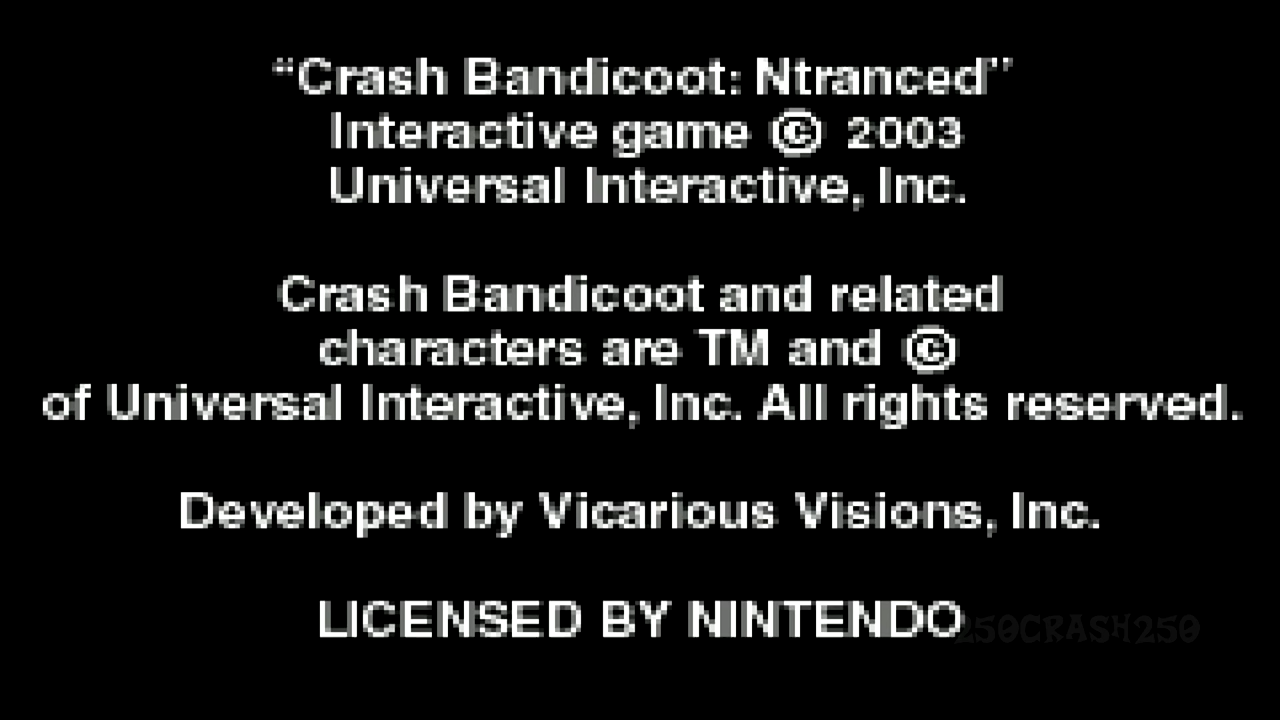 “Crash Bandicoot: Ntranced”
Interactive game © 2003
Universal Interactive, Inc.
Crash Bandicoot and related
characters are TM and ©
of Universal Interactive, Inc. All rights reserved.
Developed by Vicarious Visions, Inc.
LICENSED BY NINTENDO
250CRASH250